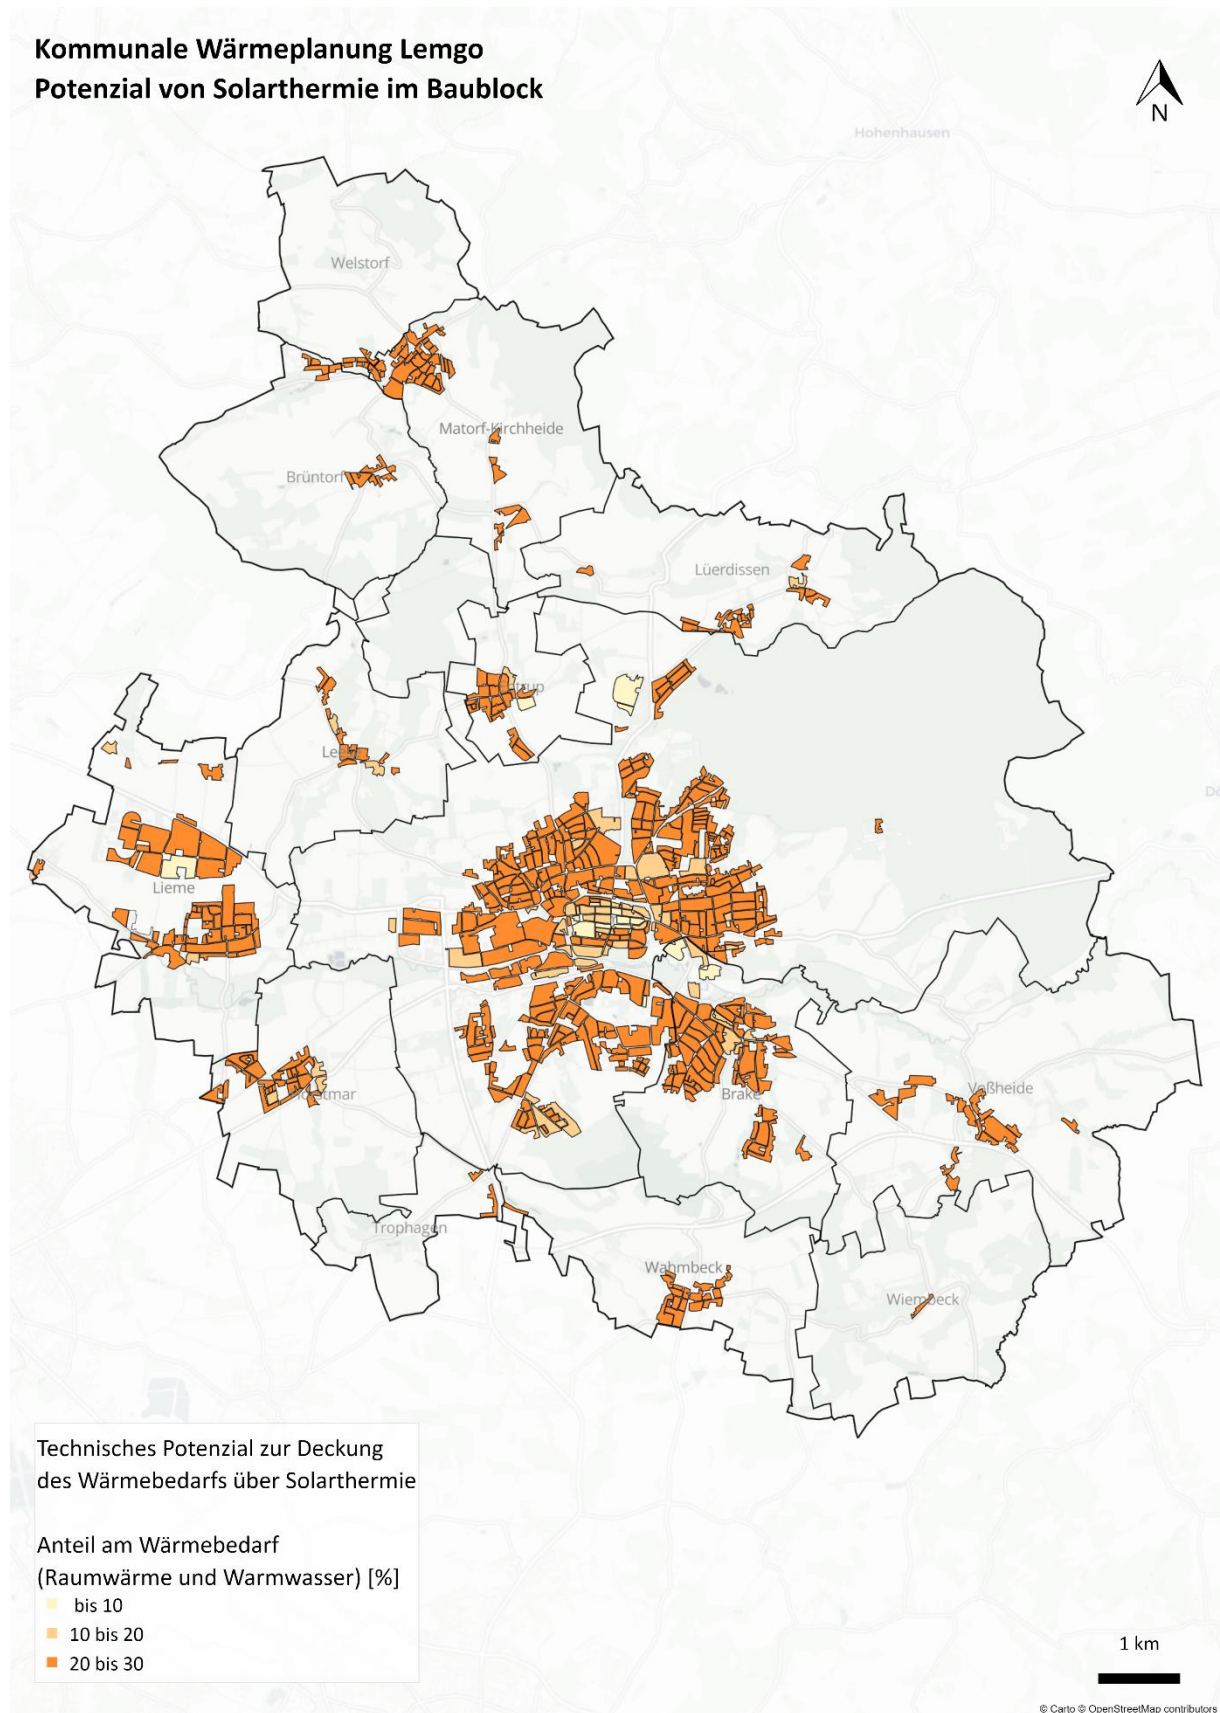 Kommunale Wärmeplanung Lemgo
Potenzial von Solarthermie im Baublock
N
Hohenhausen
Welstorf
Matorf-Kirchheide
Brüntorf
Lüerdissen
Lieme
Brake
Voßheide
Trophagen
Wahmbeck
Wiembeck
Technisches Potenzial zur Deckung
des Wärmebedarfs über Solarthermie
Anteil am Wärmebedarf
(Raumwärme und Warmwasser) [%]
bis 10
10 bis 20
20 bis 30
1 km
© Carto © OpenStreetMap contributors